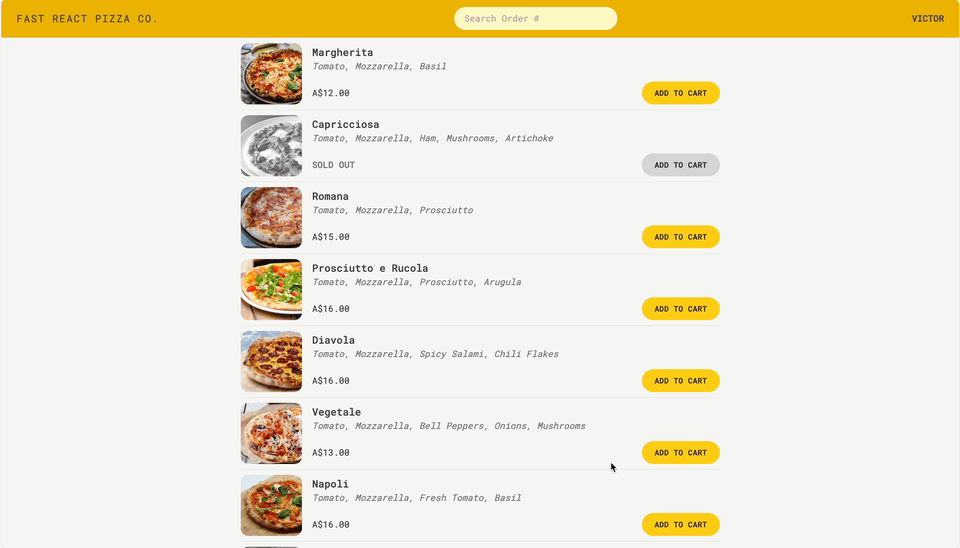 FAST REACT PIZZA CO.
Search Order #
VICTOR
Margherita
Tomato, Mozzarella, Basil
A$12.00
ADD TO CART
Capricciosa
Tomato, Mozzarella, Ham, Mushrooms, Artichoke
SOLD OUT
ADD TO CART
Romana
Tomato, Mozzarella, Prosciutto
A$15.00
ADD TO CART
Prosciutto e Rucola
Tomato, Mozzarella, Prosciutto, Arugula
A$16.00
ADD TO CART
Diavola
Tomato, Mozzarella, Spicy Salami, Chili Flakes
A$16.00
ADD TO CART
Vegetale
Tomato, Mozzarella, Bell Peppers, Onions, Mushrooms
A$13.00
ADD TO CART
Napoli
Tomato, Mozzarella, Fresh Tomato, Basil
A$16.00
ADD TO CART